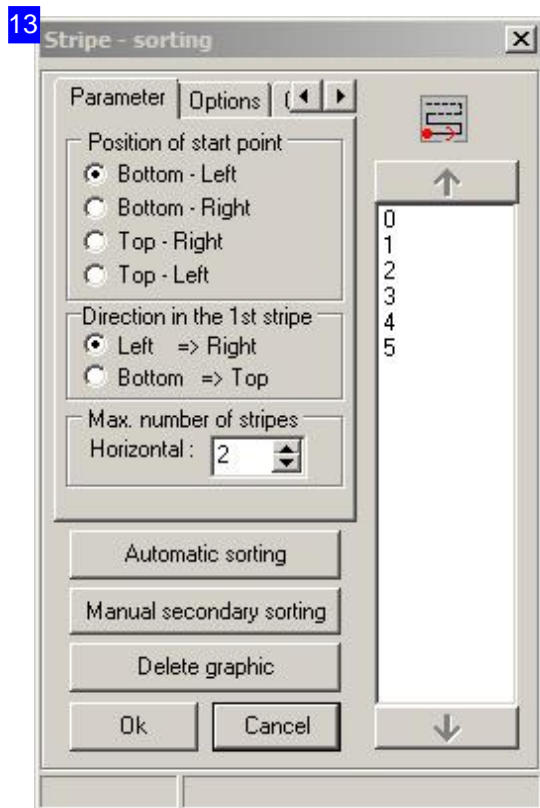 13
Stripe - sorting
Parameter Options
Position of start point
Bottom - Left
Bottom - Right
Top - Right
Top - Left
Direction in the 1st stripe
Left => Right
Bottom => Top
Max. number of stripes
Horizontal : 2
Automatic sorting
Manual secondary sorting
Delete graphic
Ok Cancel
0
1
2
3
4
5